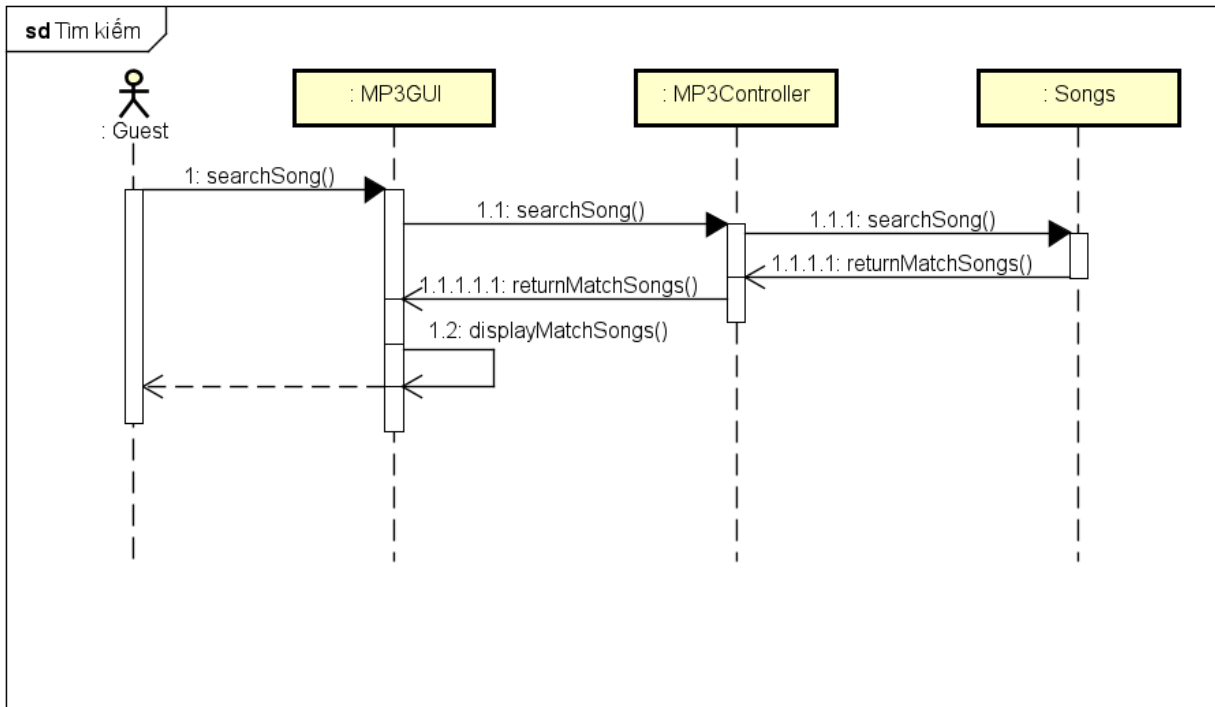 sd Tìm kiếm
: Guest
: MP3GUI
: MP3Controller
: Songs
1: searchSong()
1.1: searchSong()
1.1.1: searchSong()
1.1.1.1: returnMatchSongs()
1.1.1.1.1: returnMatchSongs()
1.2: displayMatchSongs()